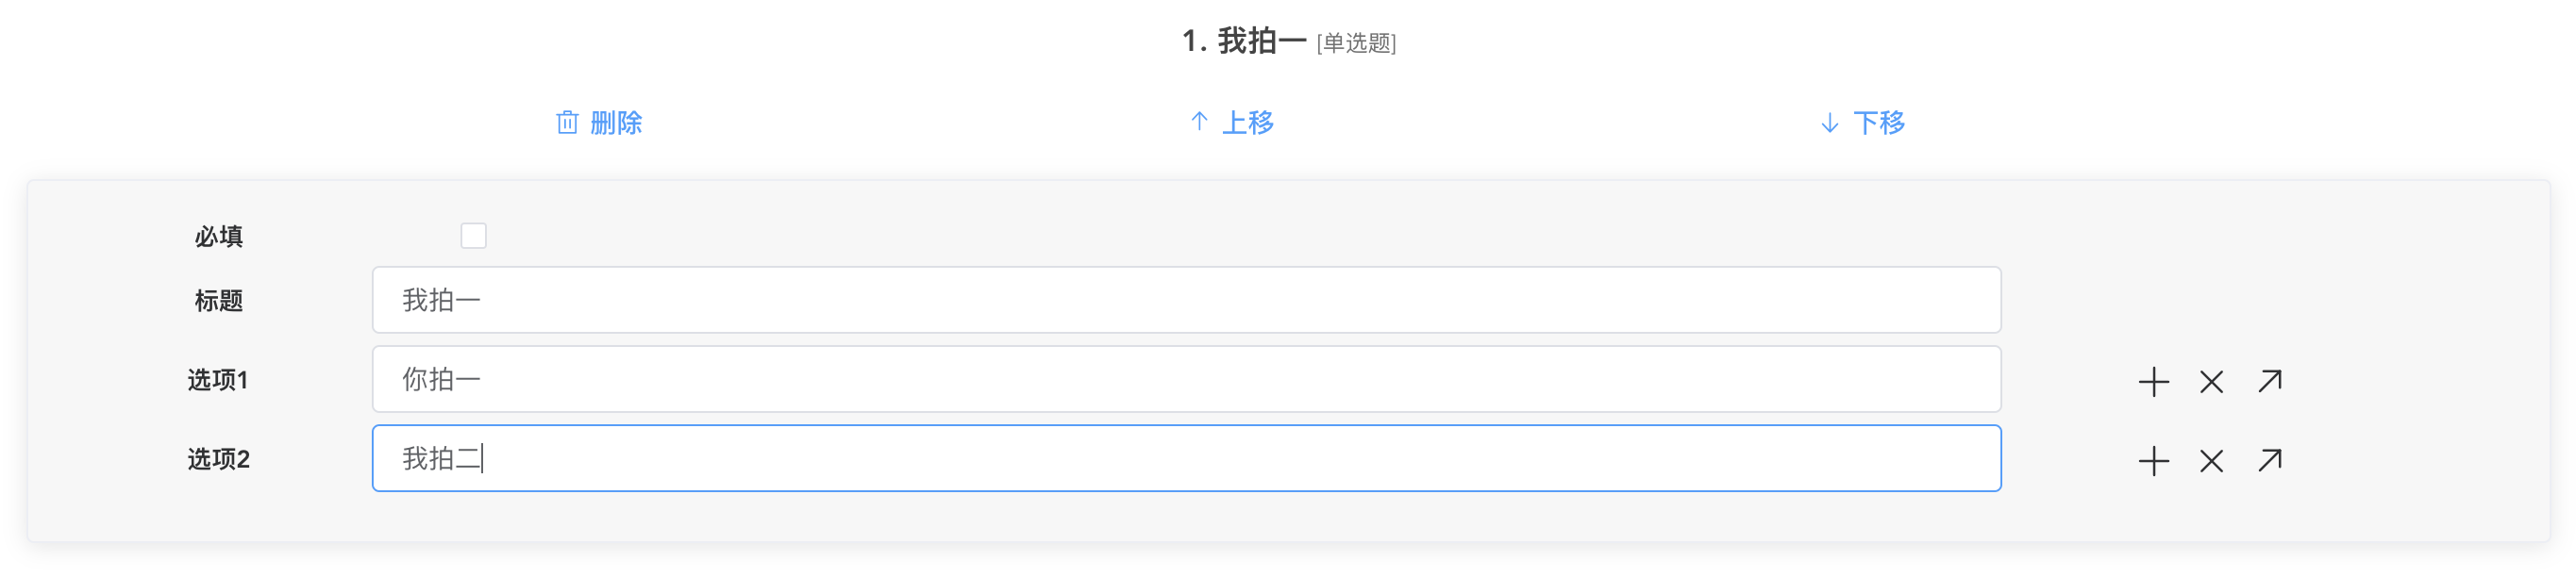 1. 我拍一 [单选题]
删除 上移 下移
必填
标题 我拍一
选项1 你拍一
选项2 我拍二